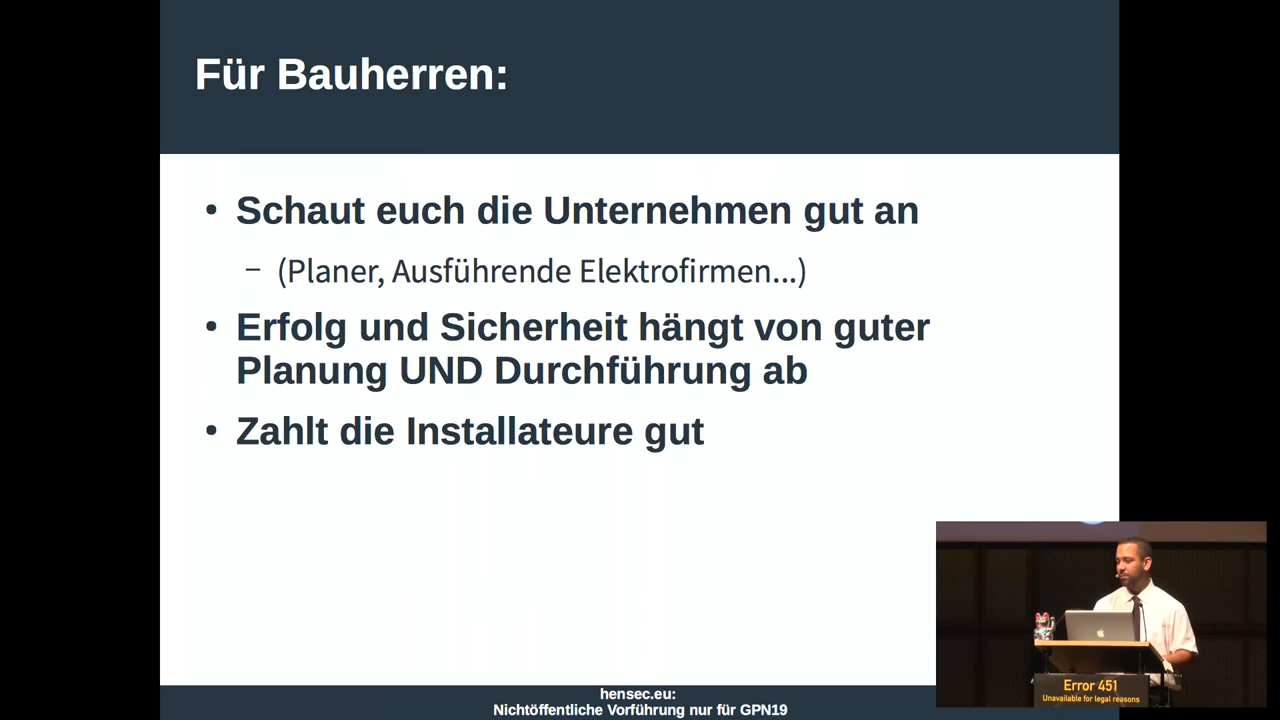 Für Bauherren:
• Schaut euch die Unternehmen gut an
– (Planer, Ausführende Elektrofirmen...)
• Erfolg und Sicherheit hängt von guter
Planung UND Durchführung ab
• Zahlt die Installateure gut
hensec.eu:
Nichtöffentliche Vorführung nur für GPN19
Error 451
Unavailable for legal reasons